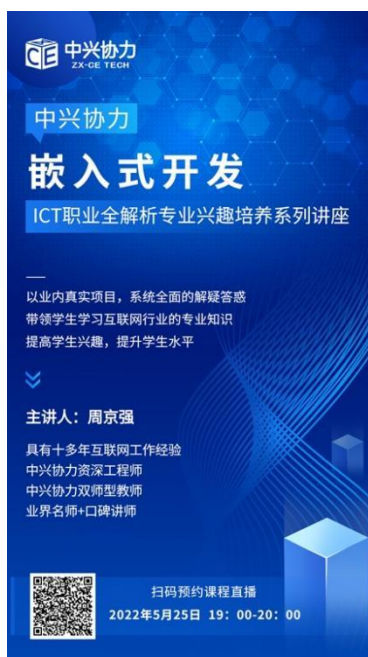 中兴协力
ZX-CE TECH
中兴协力
嵌入式开发
ICT职业全解析专业兴趣培养系列讲座
以业内真实项目，系统全面的解疑答惑
带领学生学习互联网行业的专业知识
提高学生兴趣，提升学生水平
主讲人：周京强
具有十多年互联网工作经验
中兴协力资深工程师
中兴协力双师型教师
业界名师+口碑讲师
扫码预约课程直播
2022年5月25日 19：00-20：00